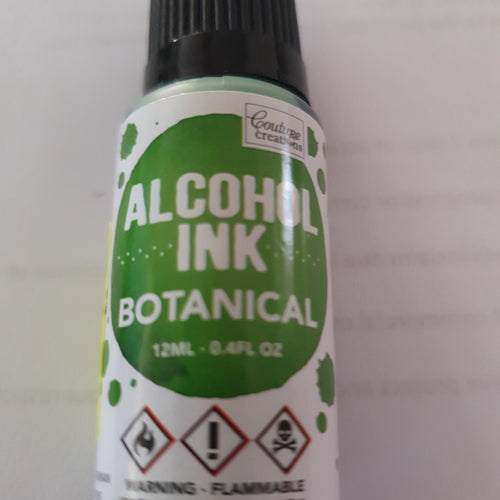 Couture
creations
ALCOHOL
INK
BOTANICAL
12ML - 0.4FL OZ
WARNING - FLAMMABLE